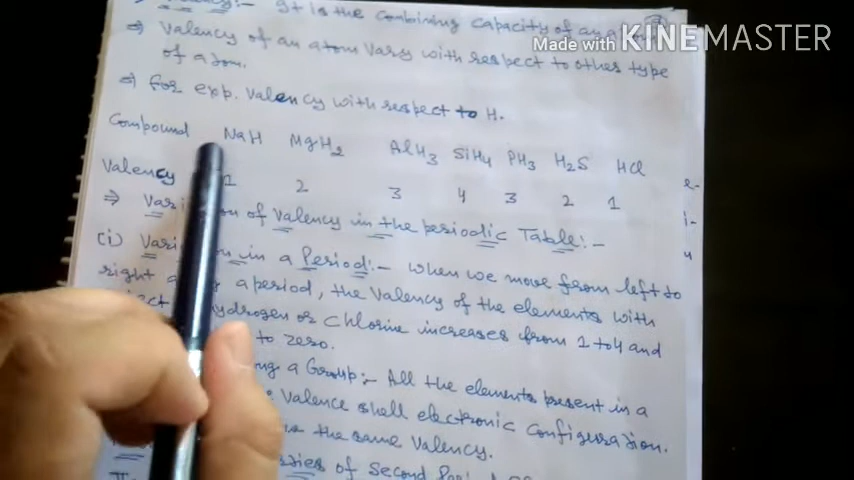 :- It is the combining capacity of an
Made with KINEMASTER
⇒ Valency of an atom vary with respect to other type
of atom.
⇒ for exp. valency with respect to H.
Compound NaH MgH2 AlH3 SiH4 PH3 H2S HCl
Valency 1 2 3 4 3 2 1
⇒ of valency in the periodic Table:-
(i) in a Period:- when we move from left to
right a period, the valency of the elements with
hydrogen or chlorine increases from 1 to 4 and
to zero.
a Group:- All the elements present in a
valence shell electronic configuration.
the same valency.
of Second